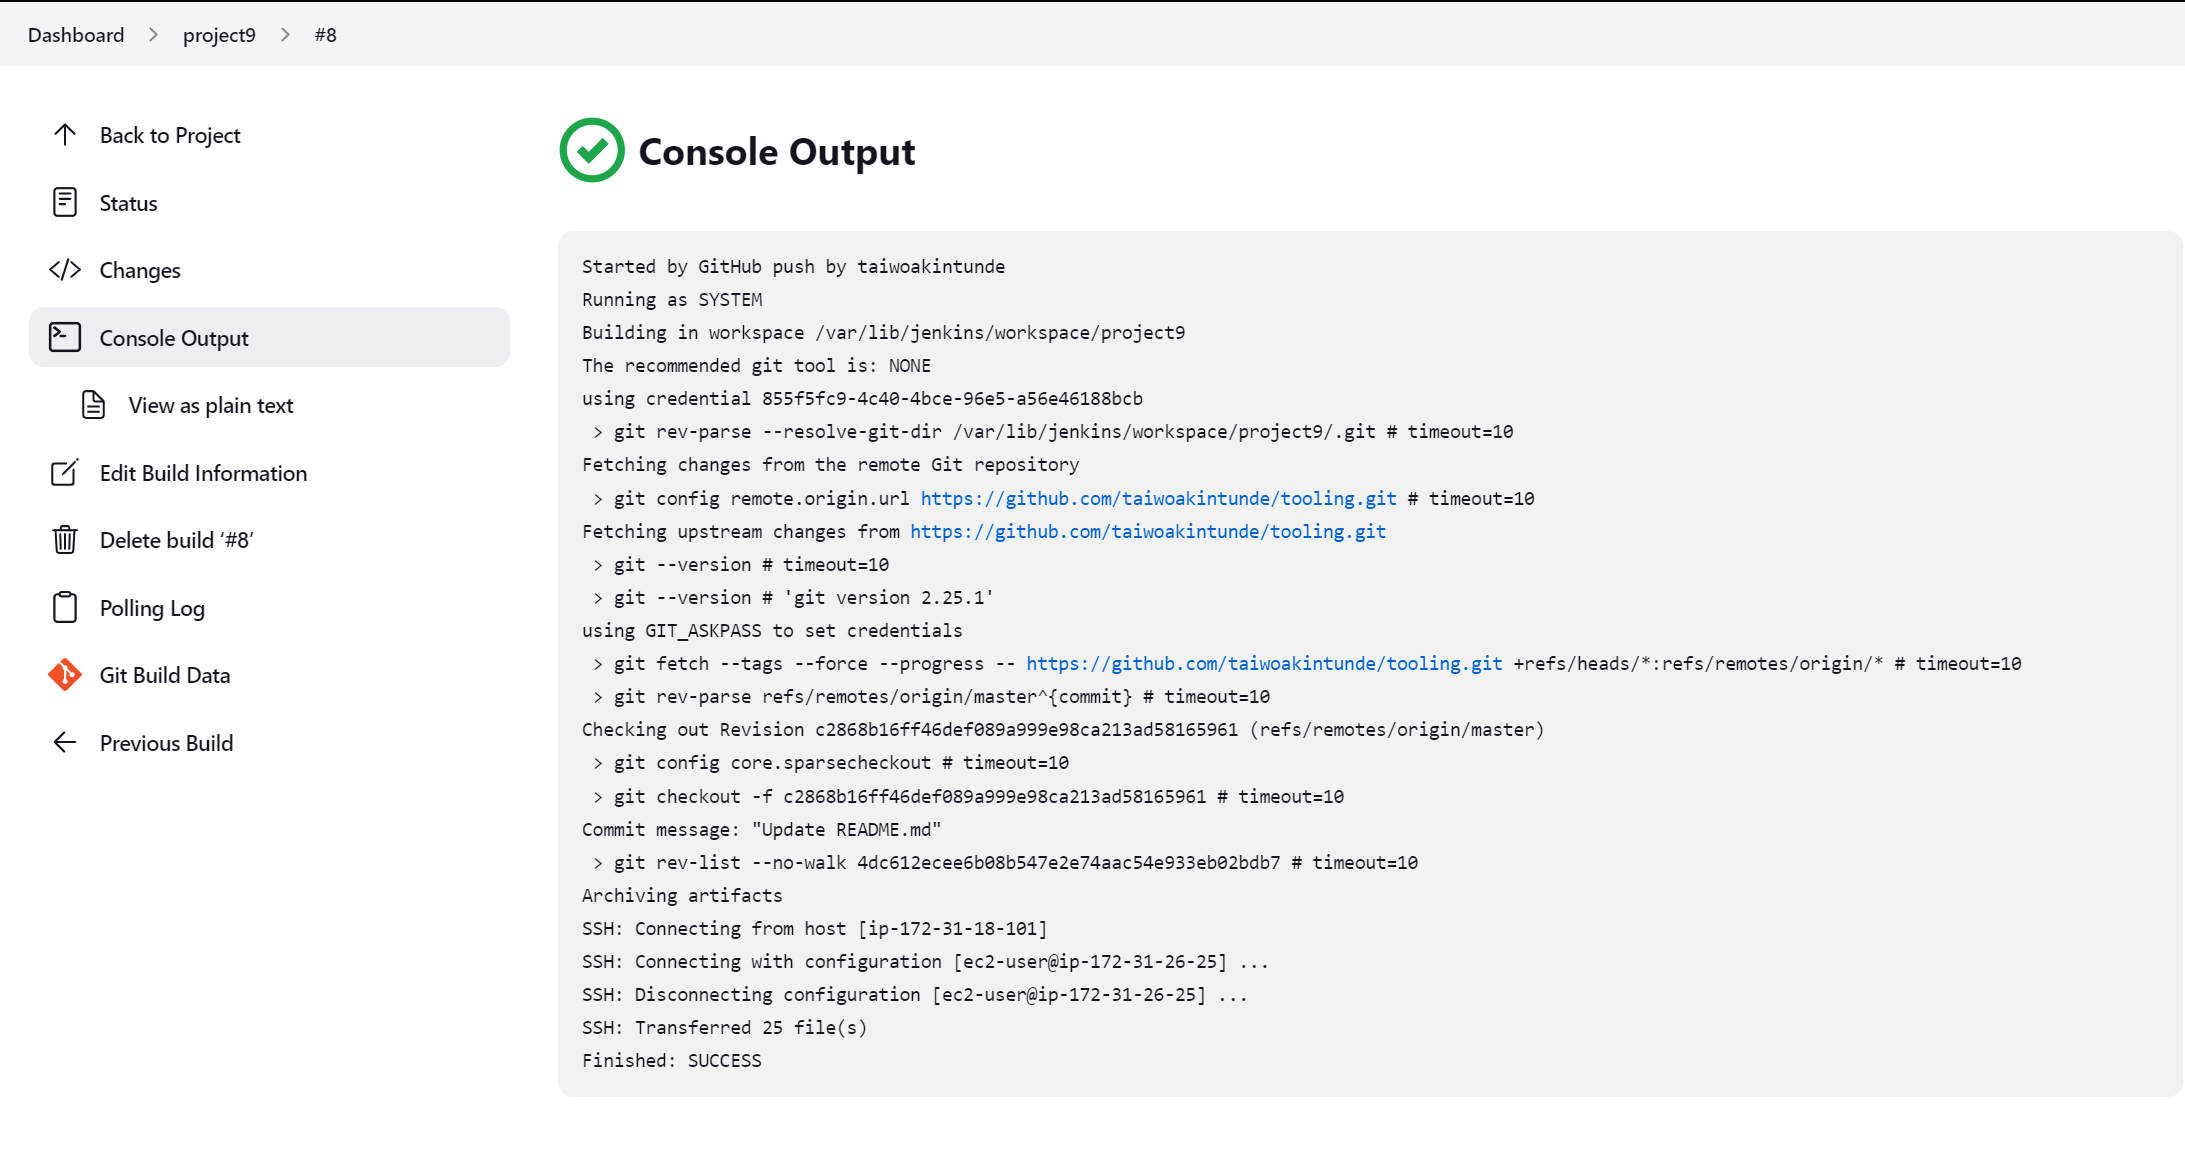 Dashboard > project9 > #8
Back to Project
Status
Changes
Console Output
View as plain text
Edit Build Information
Delete build ‘#8’
Polling Log
Git Build Data
Previous Build
Console Output
Started by GitHub push by taiwoakintunde
Running as SYSTEM
Building in workspace /var/lib/jenkins/workspace/project9
The recommended git tool is: NONE
using credential 855f5fc9-4c40-4bce-96e5-a56e46188bcb
 > git rev-parse --resolve-git-dir /var/lib/jenkins/workspace/project9/.git # timeout=10
Fetching changes from the remote Git repository
 > git config remote.origin.url https://github.com/taiwoakintunde/tooling.git # timeout=10
Fetching upstream changes from https://github.com/taiwoakintunde/tooling.git
 > git --version # timeout=10
 > git --version # 'git version 2.25.1'
using GIT_ASKPASS to set credentials
 > git fetch --tags --force --progress -- https://github.com/taiwoakintunde/tooling.git +refs/heads/*:refs/remotes/origin/* # timeout=10
 > git rev-parse refs/remotes/origin/master^{commit} # timeout=10
Checking out Revision c2868b16ff46def089a999e98ca213ad58165961 (refs/remotes/origin/master)
 > git config core.sparsecheckout # timeout=10
 > git checkout -f c2868b16ff46def089a999e98ca213ad58165961 # timeout=10
Commit message: "Update README.md"
 > git rev-list --no-walk 4dc612ecee6b08b547e2e74aac54e933eb02bdb7 # timeout=10
Archiving artifacts
SSH: Connecting from host [ip-172-31-18-101]
SSH: Connecting with configuration [ec2-user@ip-172-31-26-25] ...
SSH: Disconnecting configuration [ec2-user@ip-172-31-26-25] ...
SSH: Transferred 25 file(s)
Finished: SUCCESS